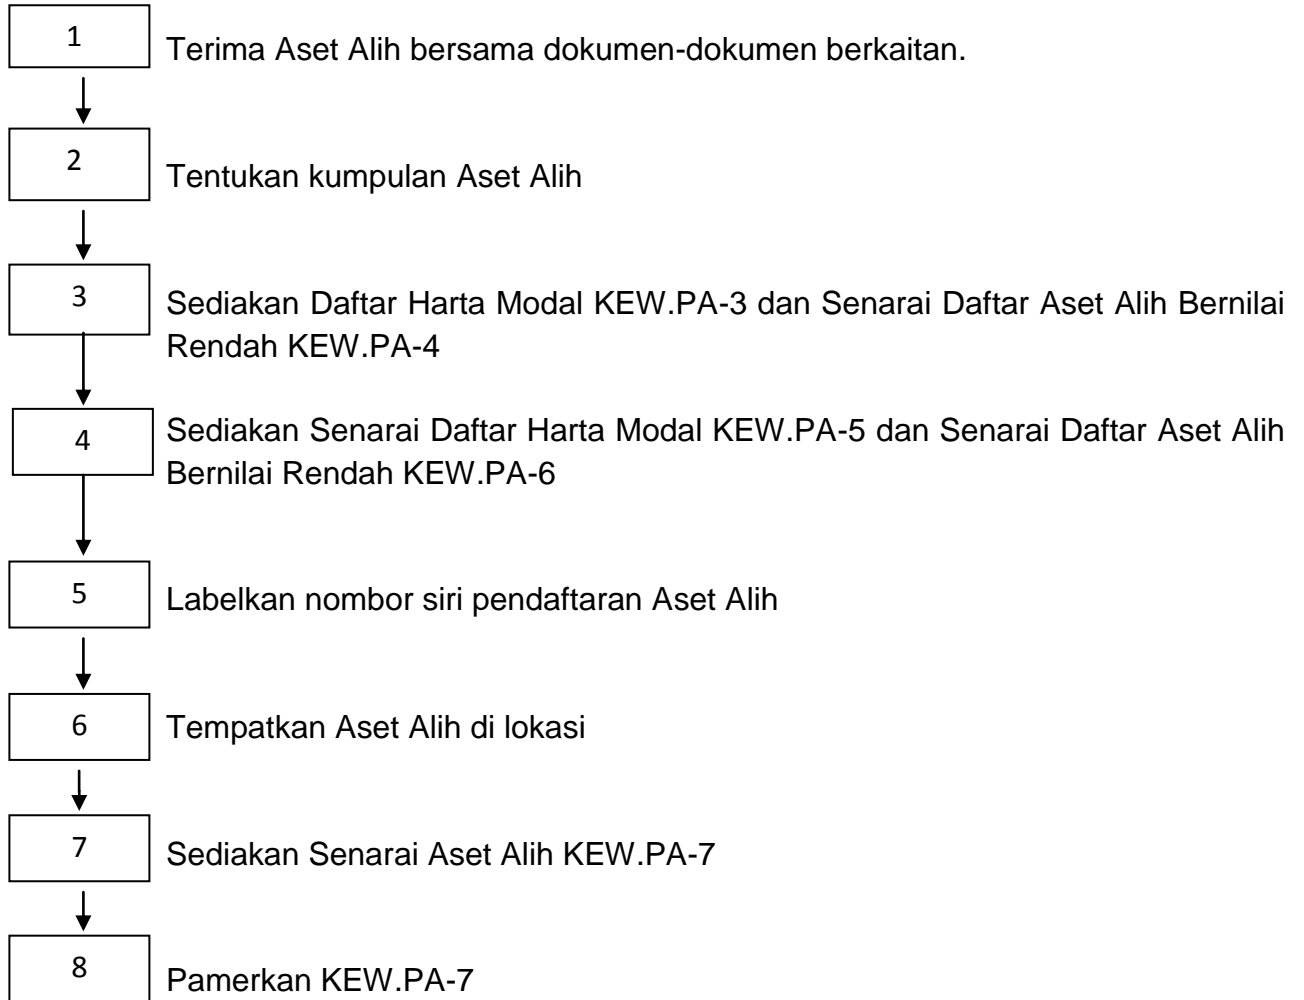 1
Terima Aset Alih bersama dokumen-dokumen berkaitan.
2
Tentukan kumpulan Aset Alih
3
Sediakan Daftar Harta Modal KEW.PA-3 dan Senarai Daftar Aset Alih Bernilai
Rendah KEW.PA-4
4
Sediakan Senarai Daftar Harta Modal KEW.PA-5 dan Senarai Daftar Aset Alih
Bernilai Rendah KEW.PA-6
5
Labelkan nombor siri pendaftaran Aset Alih
6
Tempatkan Aset Alih di lokasi
7
Sediakan Senarai Aset Alih KEW.PA-7
8
Pamerkan KEW.PA-7